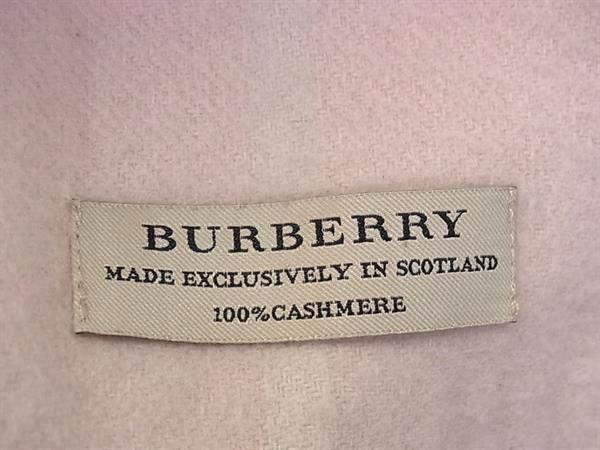 BURBERRY
MADE EXCLUSIVELY IN SCOTLAND
100%CASHMERE